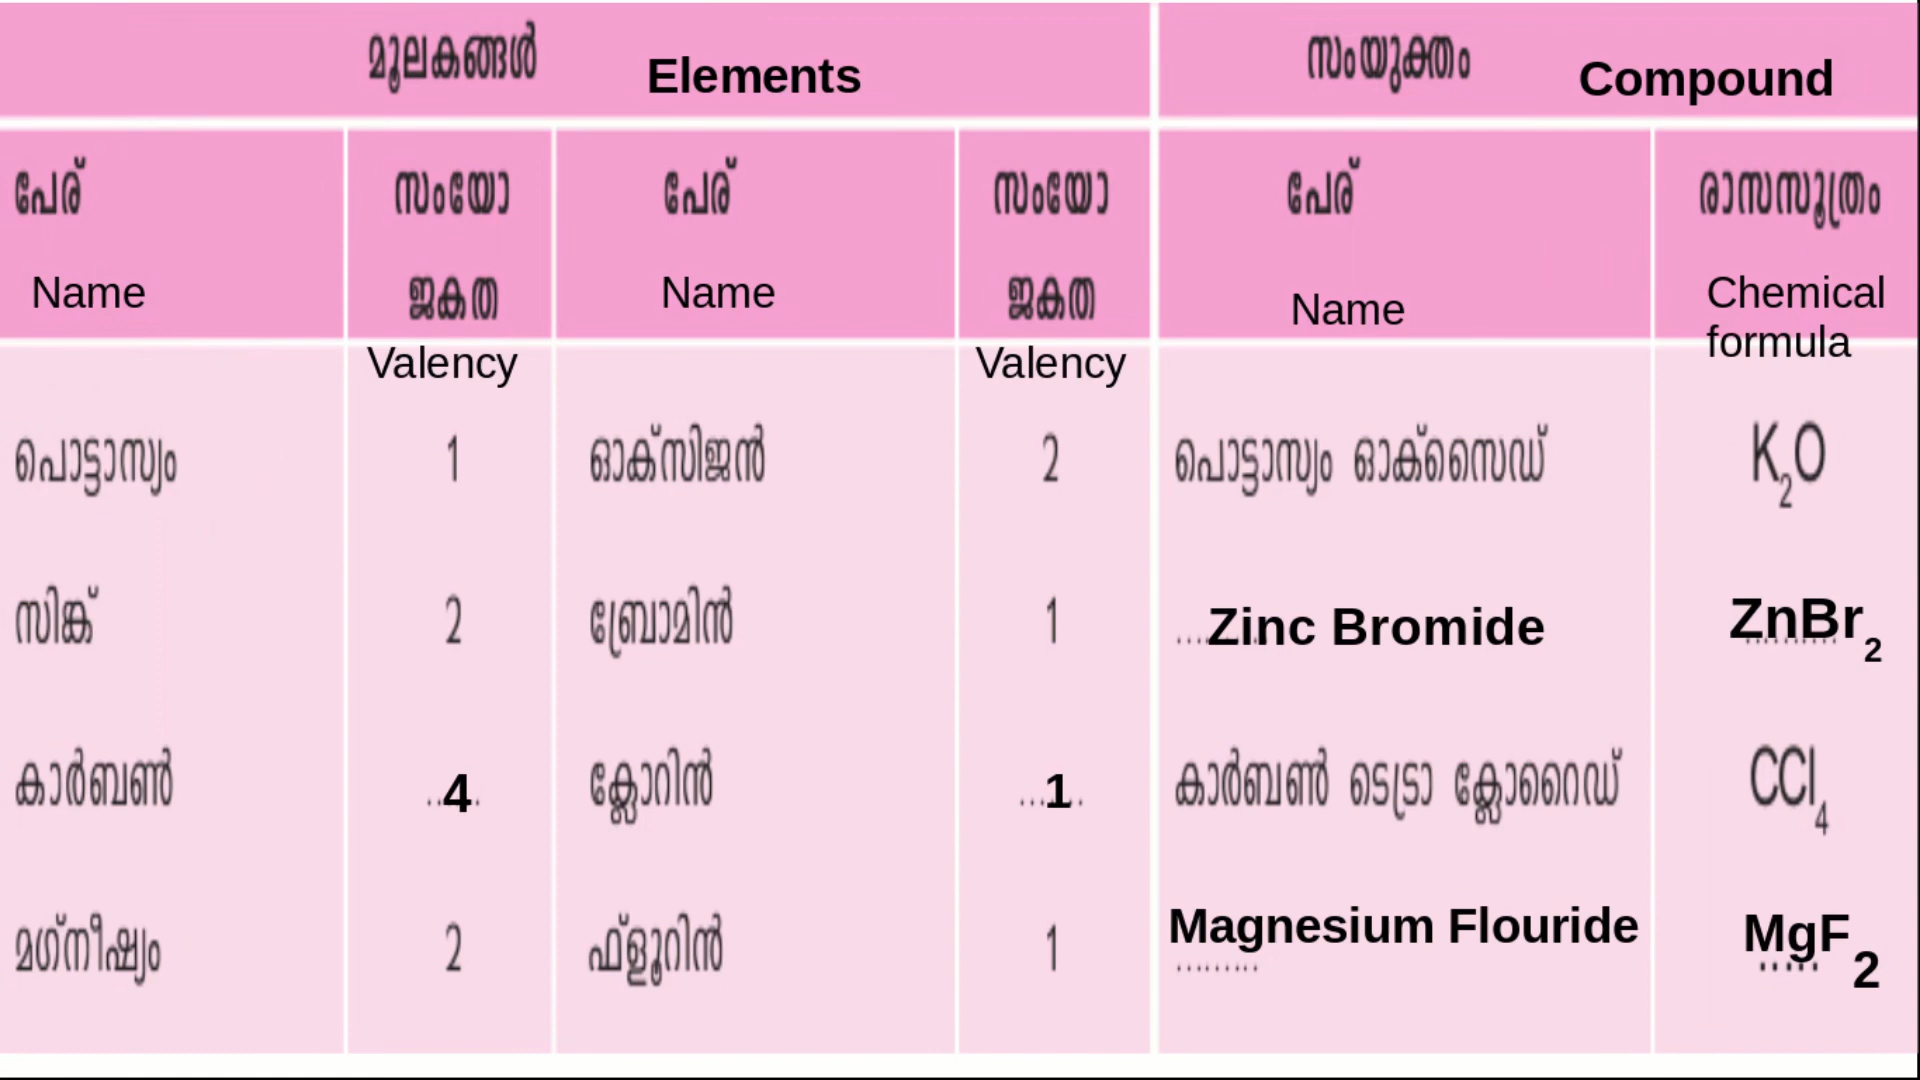 മൂലകങ്ങൾ Elements സംയുക്തം Compound
പേര് സംയോ പേര് സംയോ പേര് രാസസൂത്രം
Name ജകത Name ജകത Name Chemical
Valency Valency formula
പൊട്ടാസ്യം 1 ഓക്സിജൻ 2 പൊട്ടാസ്യം ഓക്സൈഡ് K₂O
സിങ്ക് 2 ബ്രോമിൻ 1 Zinc Bromide ZnBr₂
കാർബൺ 4 ക്ലോറിൻ 1 കാർബൺ ടെട്രാ ക്ലോറൈഡ് CCl₄
മഗ്നീഷ്യം 2 ഫ്ളൂറിൻ 1 Magnesium Flouride MgF₂